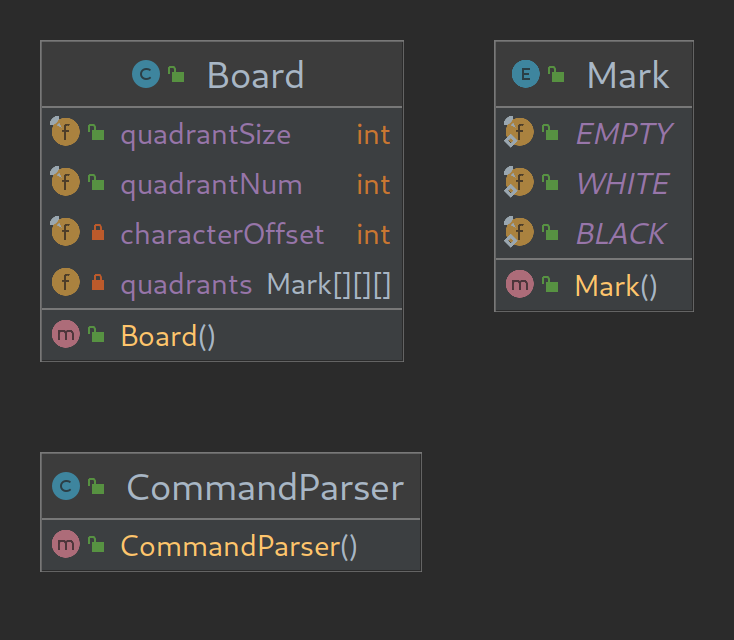 C Board
f quadrantSize int
f quadrantNum int
f characterOffset int
f quadrants Mark[][][]
m Board()
E Mark
f EMPTY
f WHITE
f BLACK
m Mark()
C CommandParser
m CommandParser()